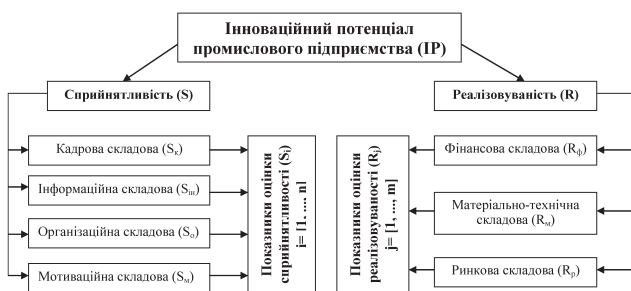 Інноваційний потенціал
промислового підприємства (IP)
Сприйнятливість (S)
Реалізовуваність (R)
Кадрова складова (Sк)
Інформаційна складова (Sін)
Організаційна складова (Sо)
Мотиваційна складова (Sм)
Показники оцінки
сприйнятливості (Si)
i= [1. ..., n]
Показники оцінки
реалізовуваності (Rj)
j= [1, ..., m]
Фінансова складова (Rф)
Матеріально-технічна
складова (Rм)
Ринкова складова (Rр)